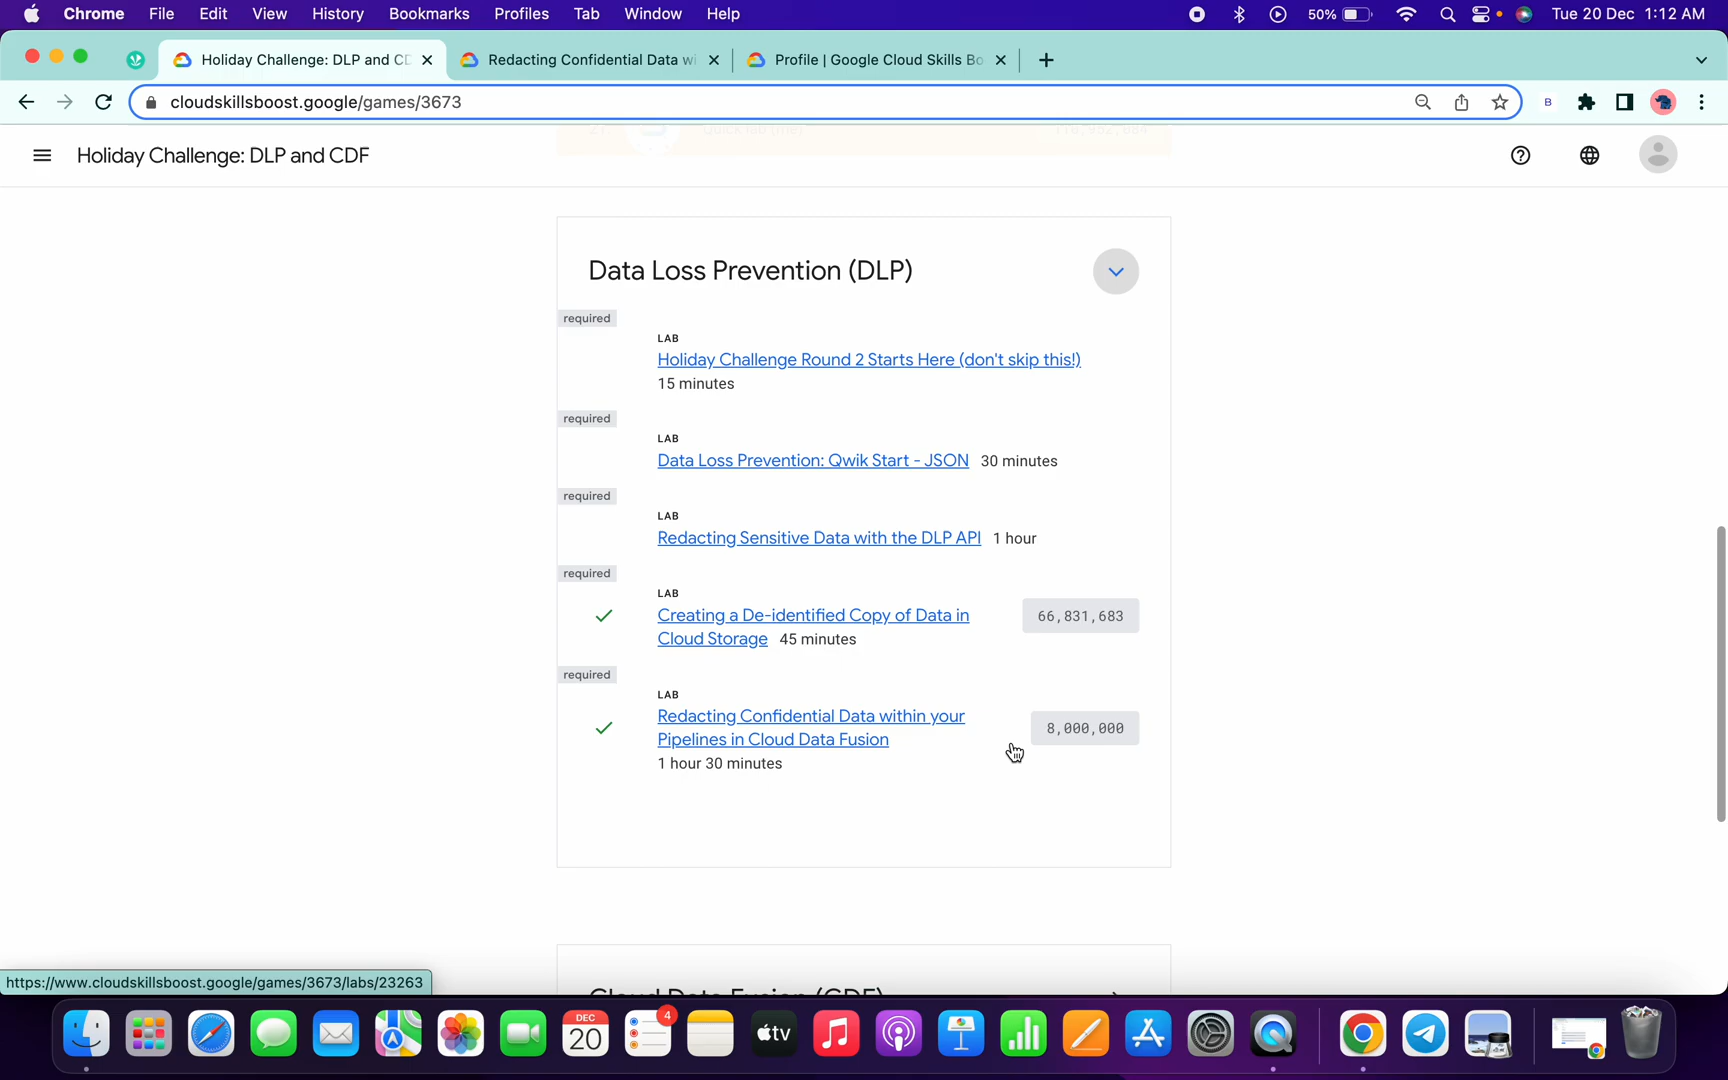 Chrome File Edit View History Bookmarks Profiles Tab Window Help 50% Tue 20 Dec 1:12 AM
Holiday Challenge: DLP and CD Redacting Confidential Data wi Profile | Google Cloud Skills Bo
cloudskillsboost.google/games/3673 B
Holiday Challenge: DLP and CDF
Data Loss Prevention (DLP)
required
LAB
Holiday Challenge Round 2 Starts Here (don't skip this!)
15 minutes
required
LAB
Data Loss Prevention: Qwik Start - JSON 30 minutes
required
LAB
Redacting Sensitive Data with the DLP API 1 hour
required
LAB
Creating a De-identified Copy of Data in
Cloud Storage 45 minutes
66,831,683
required
LAB
Redacting Confidential Data within your
Pipelines in Cloud Data Fusion
1 hour 30 minutes
8,000,000
Cloud Data Fusion (CDF)
https://www.cloudskillsboost.google/games/3673/labs/23263
DEC
20
4
tv